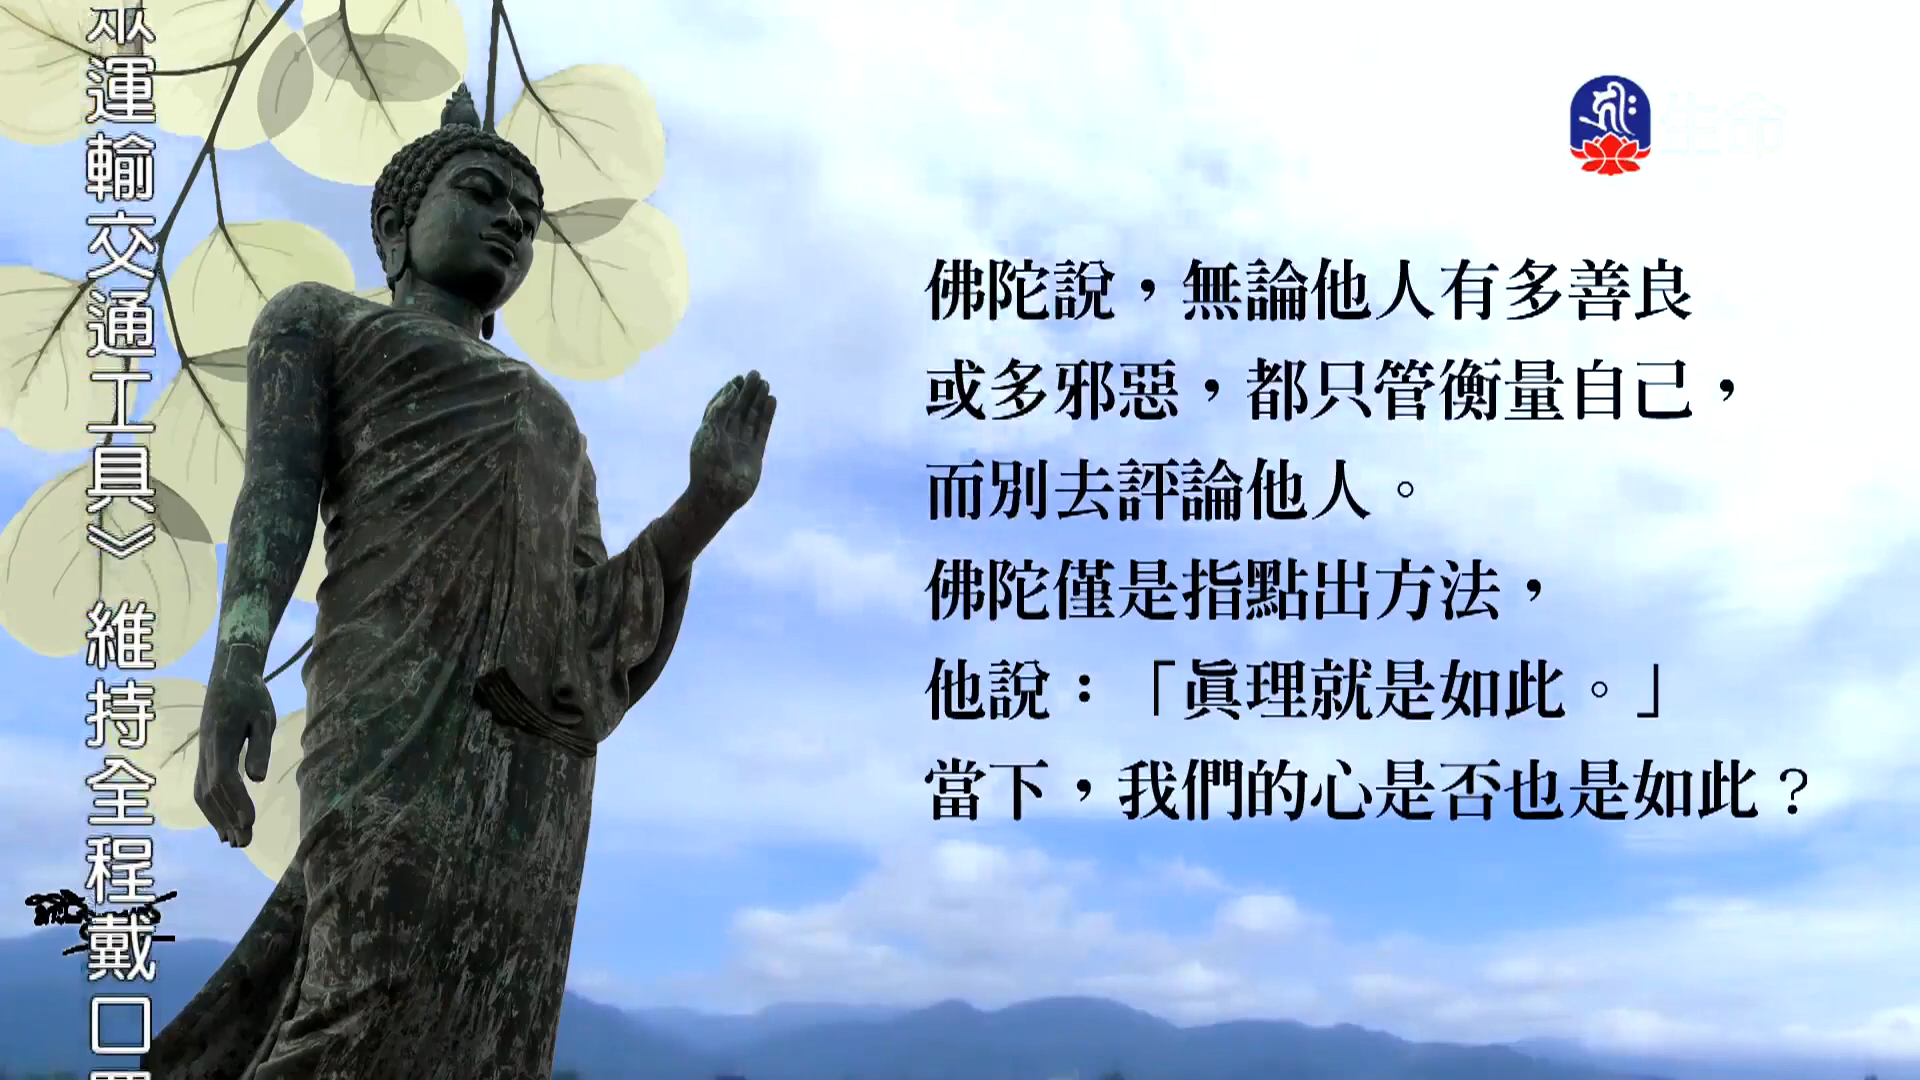 佛陀說，無論他人有多善良
或多邪惡，都只管衡量自己，
而別去評論他人。
佛陀僅是指點出方法，
他說：「眞理就是如此。」
當下，我們的心是否也是如此？
運輸交通工具》維持全程戴口
生命